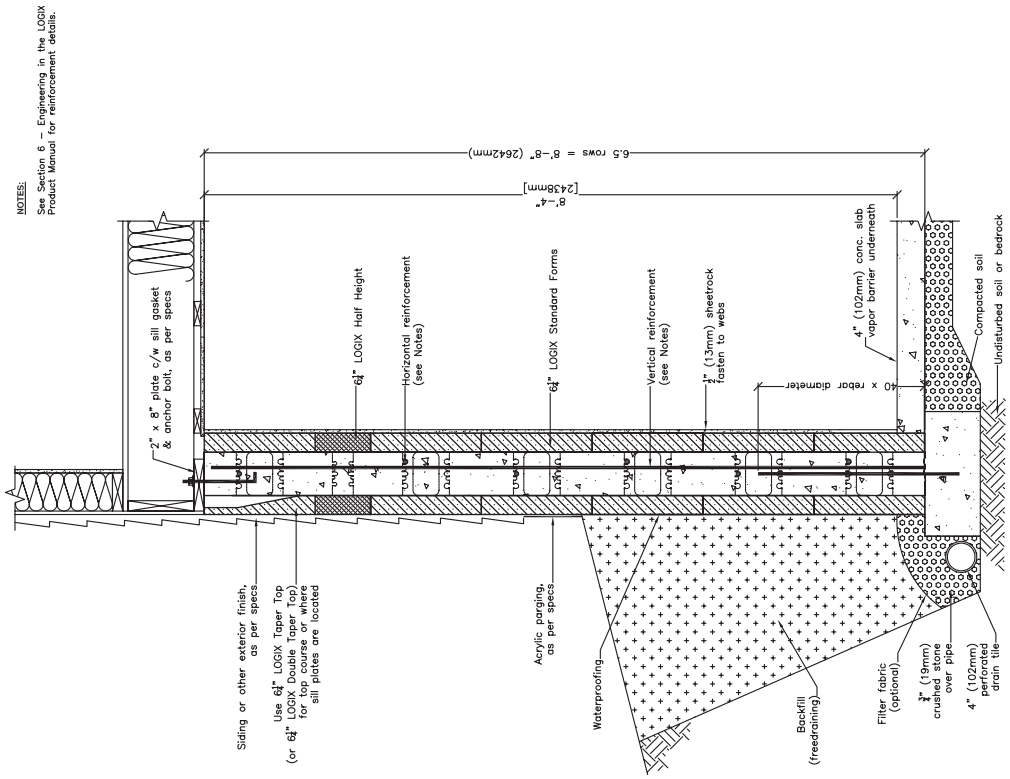 NOTES:
See Section 6 – Engineering in the LOGIX
Product Manual for reinforcement details.
2" x 8" plate c/w sill gasket
& anchor bolt, as per specs
6¼" LOGIX Half Height
Horizontal reinforcement
(see Notes)
6¼" LOGIX Standard Forms
Vertical reinforcement
(see Notes)
½" (13mm) sheetrock
fasten to webs
4" (102mm) conc. slab
vapor barrier underneath
Compacted soil
Undisturbed soil or bedrock
6.5 rows = 8'-8" (2642mm)
8'-4"
[2438mm]
40 x rebar diameter
Siding or other exterior finish,
as per specs
Use 6¼" LOGIX Taper Top
(or 6¼" LOGIX Double Taper Top)
for top course or where
sill plates are located
Acrylic parging,
as per specs
Waterproofing
Backfill
(freedraining)
Filter fabric
(optional)
¾" (19mm)
crushed stone
over pipe
4" (102mm)
perforated
drain tile